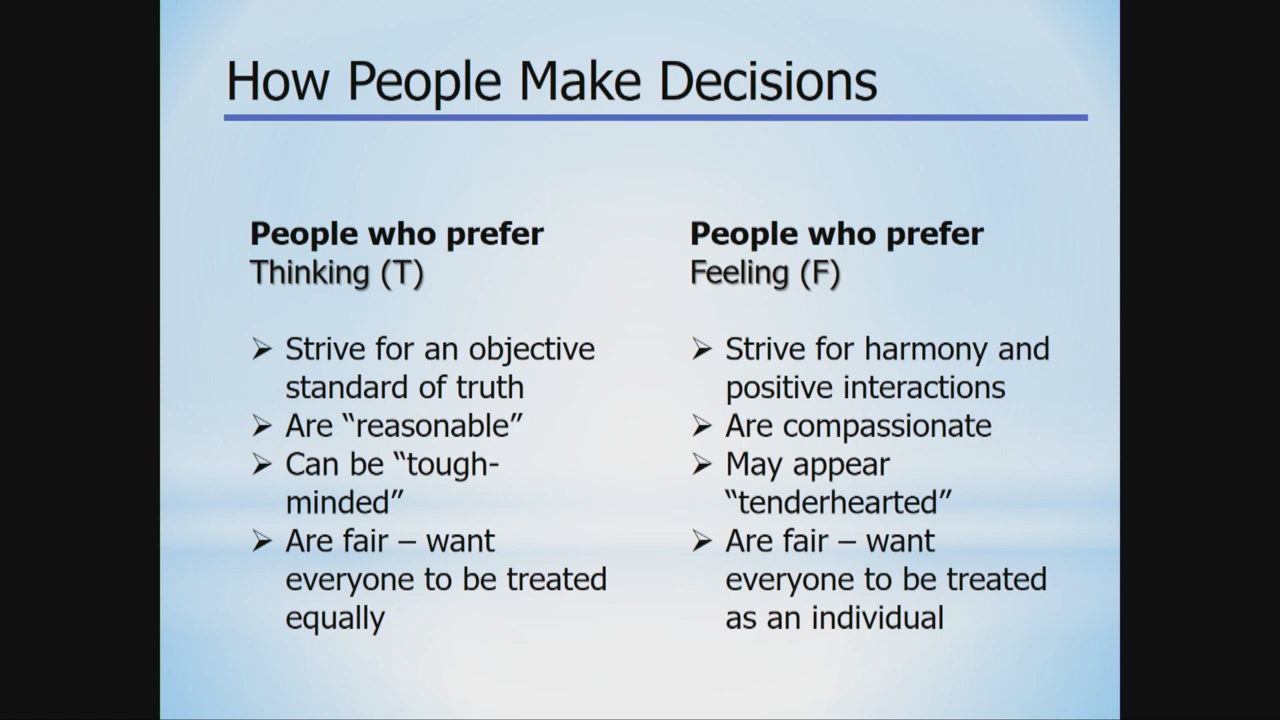 How People Make Decisions
People who prefer
Thinking (T)
➢ Strive for an objective
standard of truth
➢ Are “reasonable”
➢ Can be “tough-
minded”
➢ Are fair – want
everyone to be treated
equally
People who prefer
Feeling (F)
➢ Strive for harmony and
positive interactions
➢ Are compassionate
➢ May appear
“tenderhearted”
➢ Are fair – want
everyone to be treated
as an individual